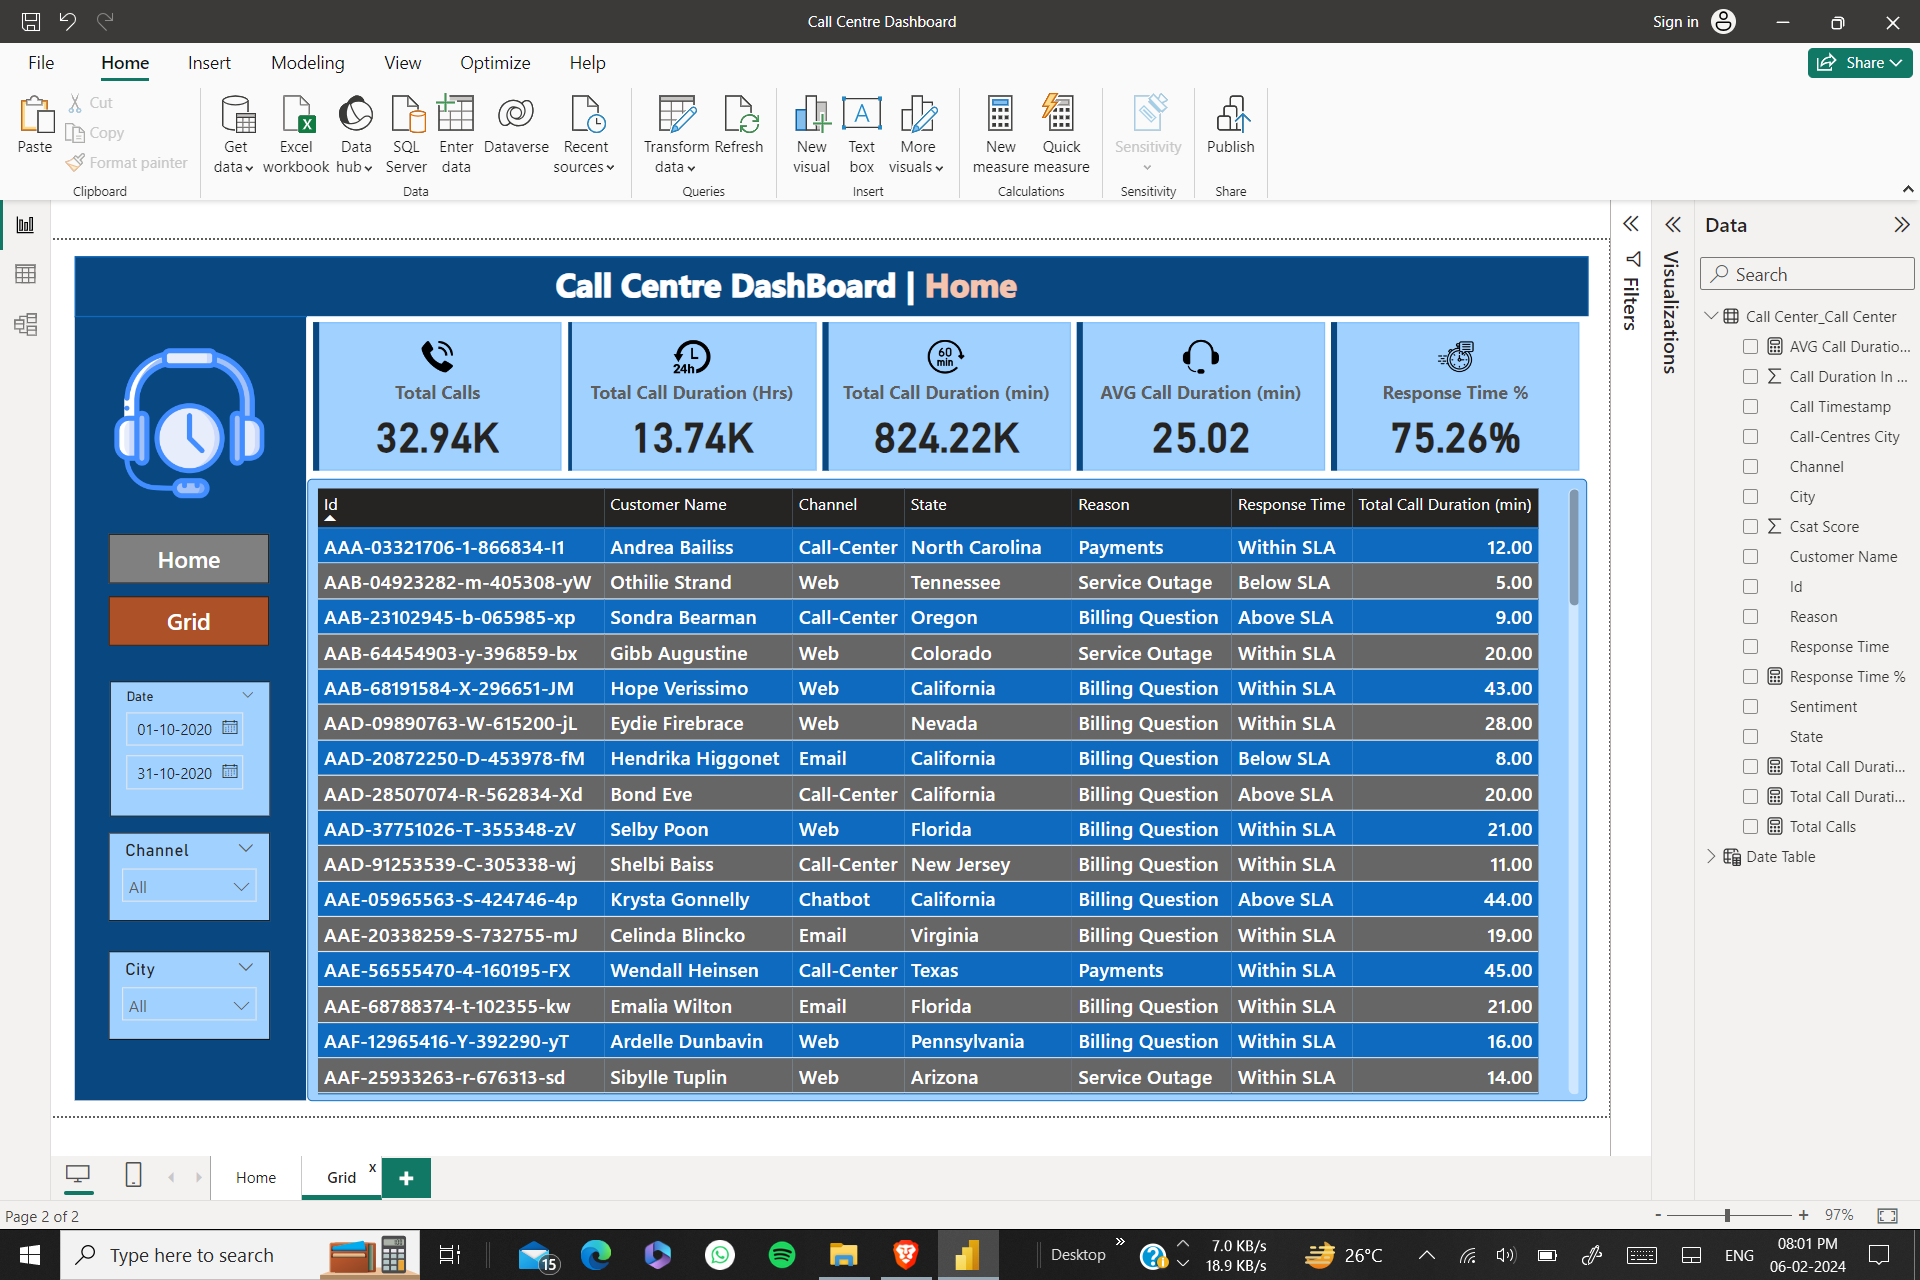 Call Centre Dashboard
Sign in
File Home Insert Modeling View Optimize Help
Share
Paste
Cut
Copy
Format painter
Clipboard
Get data
Excel workbook
Data hub
SQL Server
Enter data
Dataverse
Recent sources
Data
Transform data
Refresh
Queries
New visual
Text box
More visuals
Insert
New measure
Quick measure
Calculations
Sensitivity
Sensitivity
Publish
Share
Call Centre DashBoard | Home
Total Calls
32.94K
24h
Total Call Duration (Hrs)
13.74K
60 min
Total Call Duration (min)
824.22K
AVG Call Duration (min)
25.02
Response Time %
75.26%
Home
Grid
Date
01-10-2020
31-10-2020
Channel
All
City
All
Id Customer Name Channel State Reason Response Time Total Call Duration (min)
AAA-03321706-1-866834-I1 Andrea Bailiss Call-Center North Carolina Payments Within SLA 12.00
AAB-04923282-m-405308-yW Othilie Strand Web Tennessee Service Outage Below SLA 5.00
AAB-23102945-b-065985-xp Sondra Bearman Call-Center Oregon Billing Question Above SLA 9.00
AAB-64454903-y-396859-bx Gibb Augustine Web Colorado Service Outage Within SLA 20.00
AAB-68191584-X-296651-JM Hope Verissimo Web California Billing Question Within SLA 43.00
AAD-09890763-W-615200-jL Eydie Firebrace Web Nevada Billing Question Within SLA 28.00
AAD-20872250-D-453978-fM Hendrika Higgonet Email California Billing Question Below SLA 8.00
AAD-28507074-R-562834-Xd Bond Eve Call-Center California Billing Question Above SLA 20.00
AAD-37751026-T-355348-zV Selby Poon Web Florida Billing Question Within SLA 21.00
AAD-91253539-C-305338-wj Shelbi Baiss Call-Center New Jersey Billing Question Within SLA 11.00
AAE-05965563-S-424746-4p Krysta Gonnelly Chatbot California Billing Question Above SLA 44.00
AAE-20338259-S-732755-mJ Celinda Blincko Email Virginia Billing Question Within SLA 19.00
AAE-56555470-4-160195-FX Wendall Heinsen Call-Center Texas Payments Within SLA 45.00
AAE-68788374-t-102355-kw Emalia Wilton Email Florida Billing Question Within SLA 21.00
AAF-12965416-Y-392290-yT Ardelle Dunbavin Web Pennsylvania Billing Question Within SLA 16.00
AAF-25933263-r-676313-sd Sibylle Tuplin Web Arizona Service Outage Within SLA 14.00
Filters
Visualizations
Data
Search
Call Center_Call Center
AVG Call Duratio...
Call Duration In ...
Call Timestamp
Call-Centres City
Channel
City
Csat Score
Customer Name
Id
Reason
Response Time
Response Time %
Sentiment
State
Total Call Durati...
Total Call Durati...
Total Calls
Date Table
Home
Grid x
+
Page 2 of 2
- + 97%
Type here to search
15
Desktop
7.0 KB/s
18.9 KB/s
26°C
ENG
08:01 PM
06-02-2024